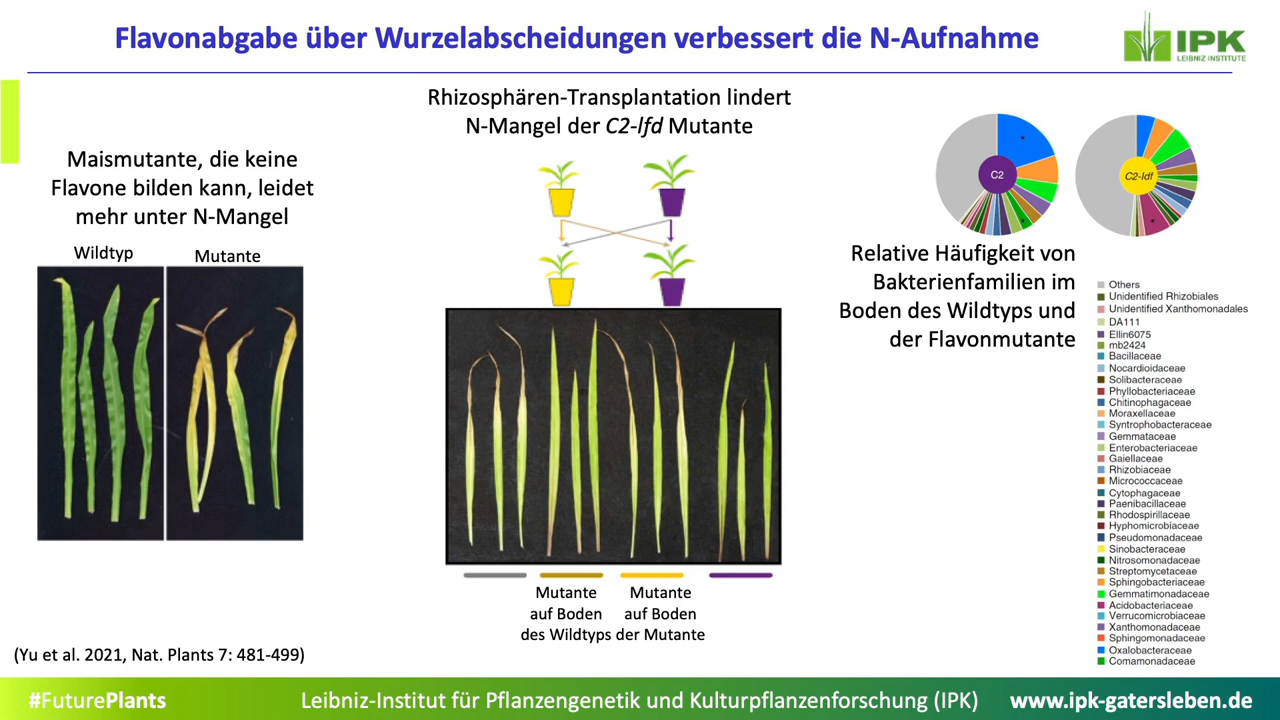 Flavonabgabe über Wurzelabscheidungen verbessert die N-Aufnahme
IPK
LEIBNIZ INSTITUTE
Maismutante, die keine
Flavone bilden kann, leidet
mehr unter N-Mangel
Wildtyp
Mutante
Rhizosphären-Transplantation lindert
N-Mangel der C2-lfd Mutante
Mutante
auf Boden
des Wildtyps
Mutante
auf Boden
der Mutante
C2
C2-ldf
Relative Häufigkeit von
Bakterienfamilien im
Boden des Wildtyps und
der Flavonmutante
Others
Unidentified Rhizobiales
Unidentified Xanthomonadales
DA111
Ellin6075
mb2424
Bacillaceae
Nocardioidaceae
Solibacteraceae
Phyllobacteriaceae
Chitinophagaceae
Moraxellaceae
Syntrophobacteraceae
Gemmataceae
Enterobacteriaceae
Gaiellaceae
Rhizobiaceae
Micrococcaceae
Cytophagaceae
Paenibacillaceae
Rhodospirillaceae
Hyphomicrobiaceae
Pseudomonadaceae
Sinobacteraceae
Nitrosomonadaceae
Streptomycetaceae
Sphingobacteriaceae
Gemmatimonadaceae
Acidobacteriaceae
Verrucomicrobiaceae
Xanthomonadaceae
Sphingomonadaceae
Oxalobacteraceae
Comamonadaceae
(Yu et al. 2021, Nat. Plants 7: 481-499)
#FuturePlants
Leibniz-Institut für Pflanzengenetik und Kulturpflanzenforschung (IPK)
www.ipk-gatersleben.de